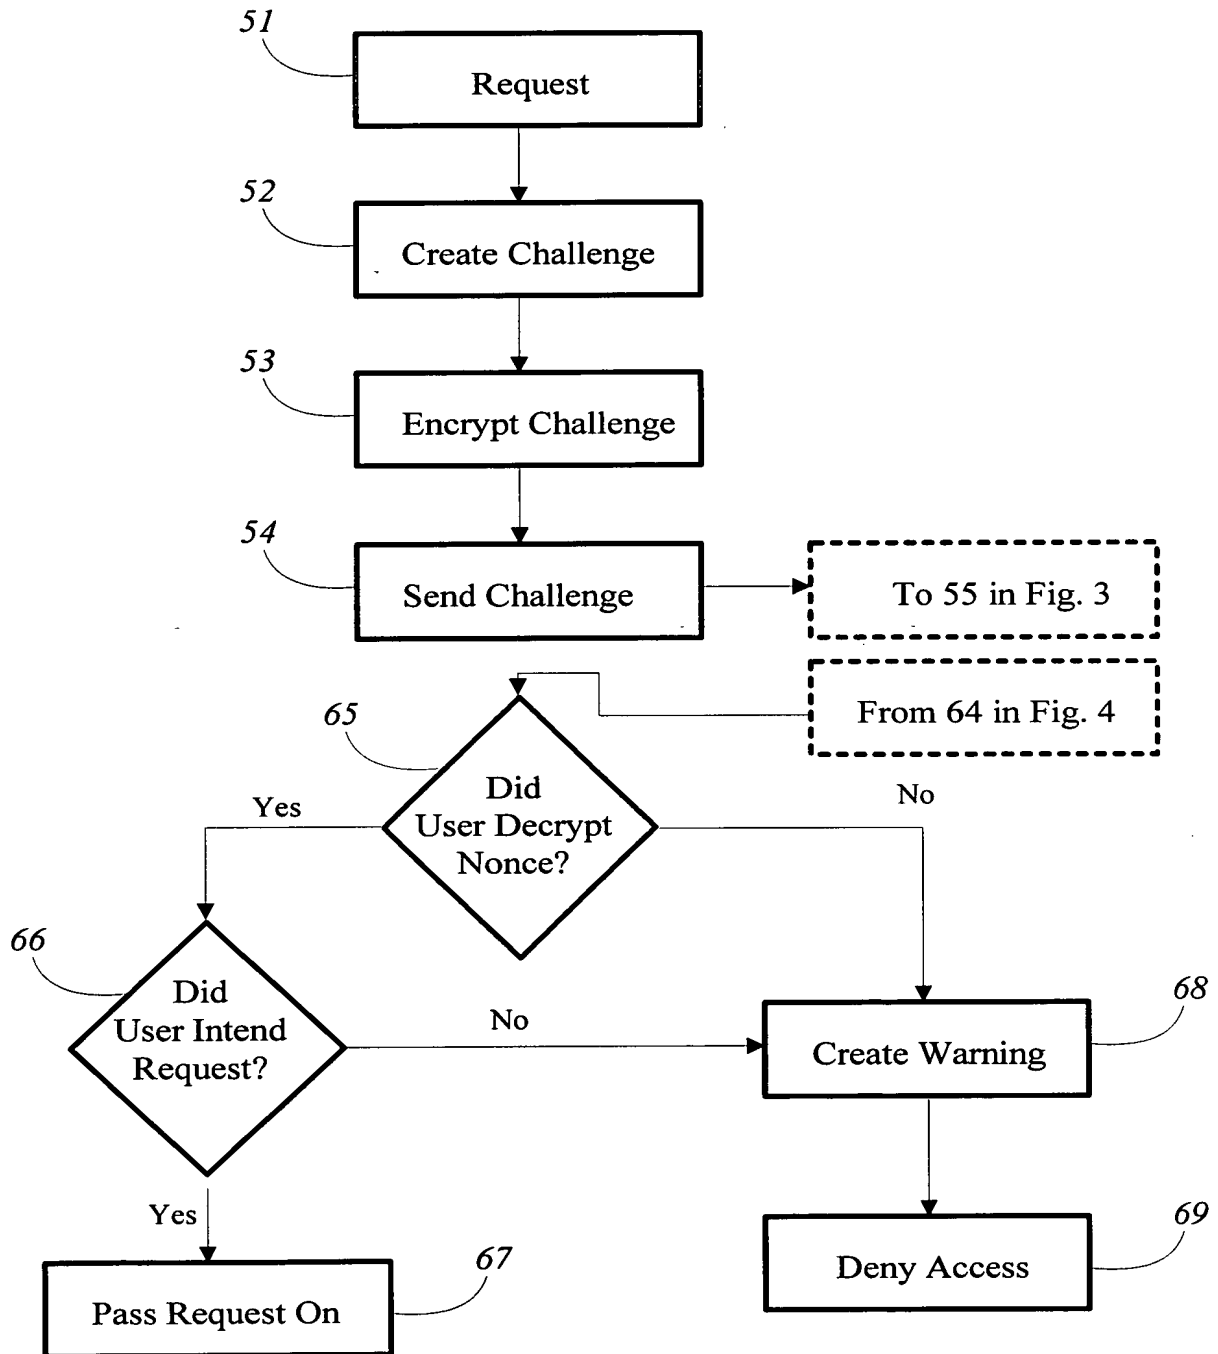 51
Request
52
Create Challenge
53
Encrypt Challenge
54
Send Challenge
To 55 in Fig. 3
From 64 in Fig. 4
65
Did
User Decrypt
Nonce?
Yes
No
66
Did
User Intend
Request?
No
68
Create Warning
Yes
67
Pass Request On
69
Deny Access